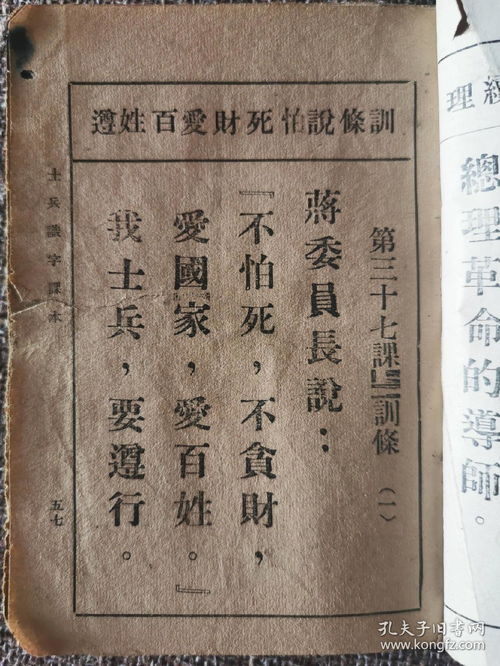 訓條說怕死財愛百姓遵
第三十七課 訓條（一）
蔣委員長說：
『不怕死，不貪財，
愛國家，愛百姓。』
我士兵，要遵行。
士兵識字課本
五七
理
總理革命的導師。
孔夫子旧书网
www.kongfz.com